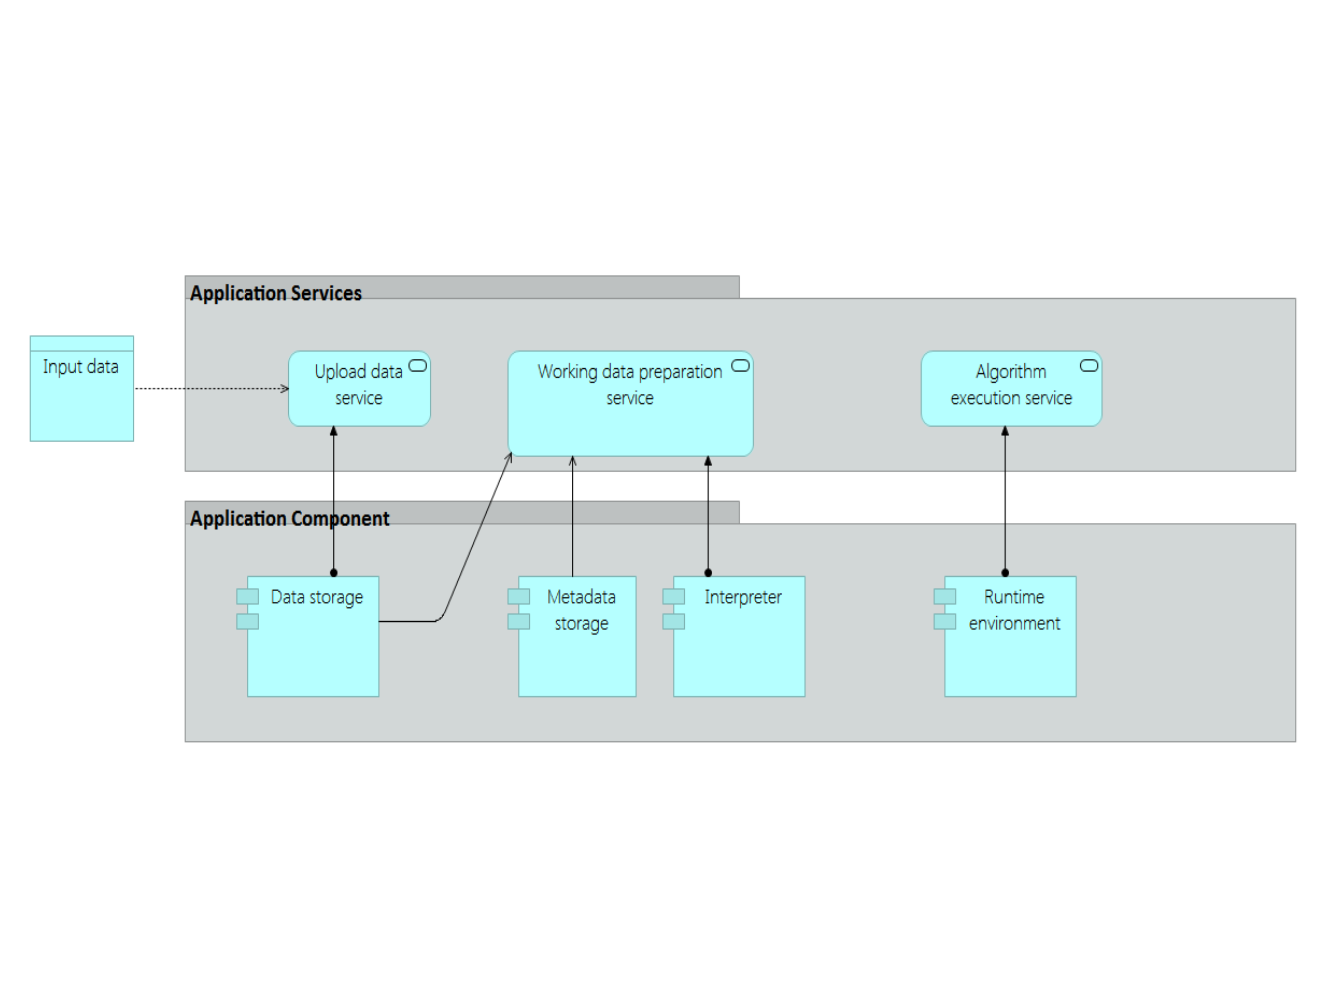 Application Services
Input data
Upload data
service
Working data preparation
service
Algorithm
execution service
Application Component
Data storage
Metadata
storage
Interpreter
Runtime
environment